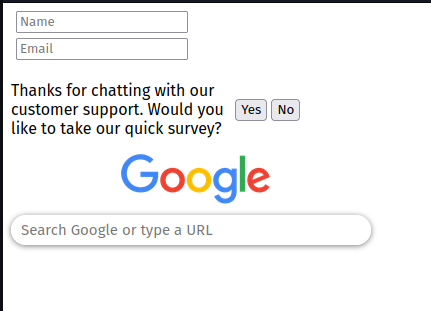 Name
Email
Thanks for chatting with our
customer support. Would you
like to take our quick survey?
Yes No
Google
Search Google or type a URL